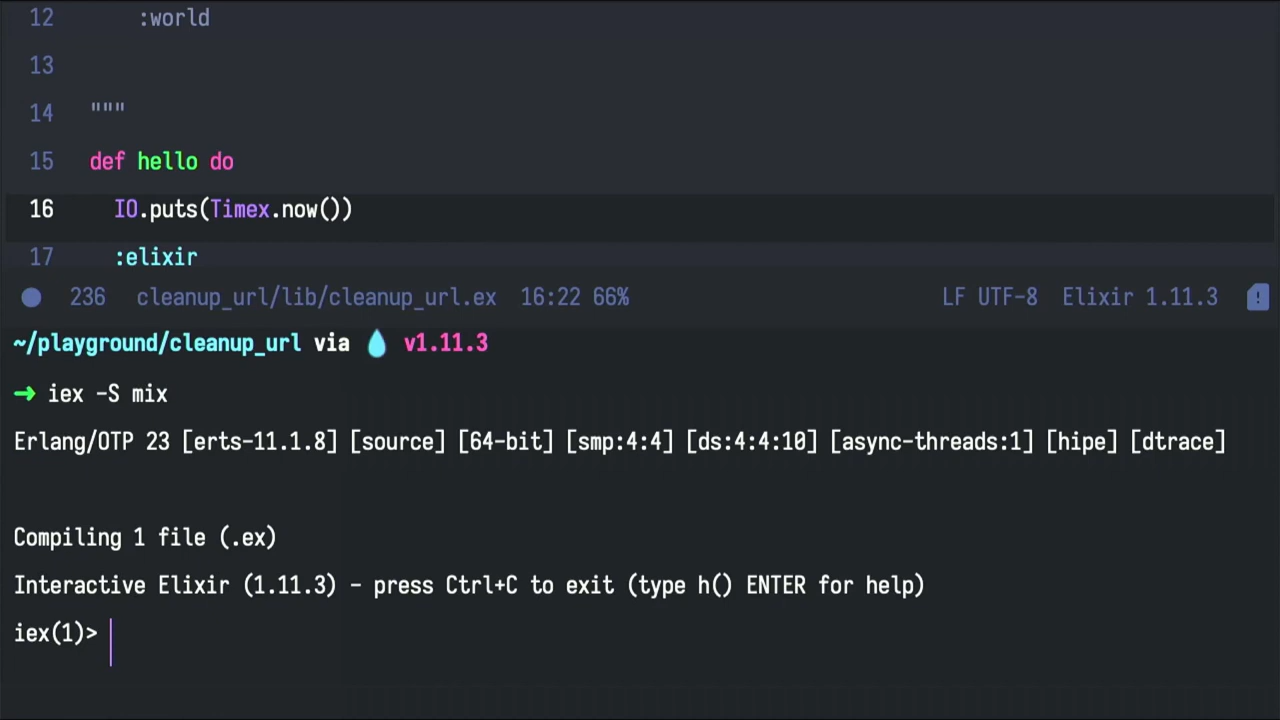 12 :world
13
14 """
15 def hello do
16 IO.puts(Timex.now())
17 :elixir
236 cleanup_url/lib/cleanup_url.ex 16:22 66% LF UTF-8 Elixir 1.11.3
~/playground/cleanup_url via 💧 v1.11.3
➜ iex -S mix
Erlang/OTP 23 [erts-11.1.8] [source] [64-bit] [smp:4:4] [ds:4:4:10] [async-threads:1] [hipe] [dtrace]
Compiling 1 file (.ex)
Interactive Elixir (1.11.3) - press Ctrl+C to exit (type h() ENTER for help)
iex(1)>